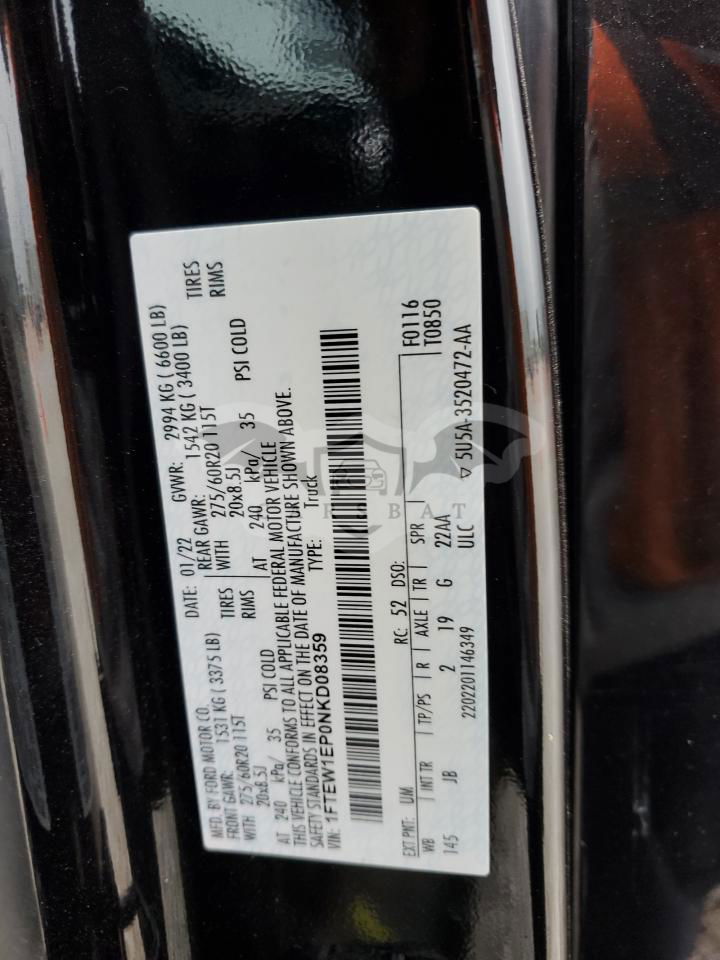 MFD. BY FORD MOTOR CO.
DATE: 01/22 GVWR: 2994 KG ( 6600 LB)
FRONT GAWR: 1531 KG ( 3375 LB)
REAR GAWR: 1542 KG ( 3400 LB)
WITH 275/60R20 115T TIRES
WITH 275/60R20 115T TIRES
20x8.5J RIMS
20x8.5J RIMS
AT 240 kPa/ 35 PSI COLD
AT 240 kPa/ 35 PSI COLD
THIS VEHICLE CONFORMS TO ALL APPLICABLE FEDERAL MOTOR VEHICLE
SAFETY STANDARDS IN EFFECT ON THE DATE OF MANUFACTURE SHOWN ABOVE.
VIN: 1FTEW1EP0NKD08359 TYPE: Truck
F0116
T0850
EXT PNT: UM RC: 52 DSO:
WB INT TR TP/PS R AXLE TR SPR
145 JB 2 19 G 22AA
2202201146349 ULC
▽ 5U5A-3520472-AA